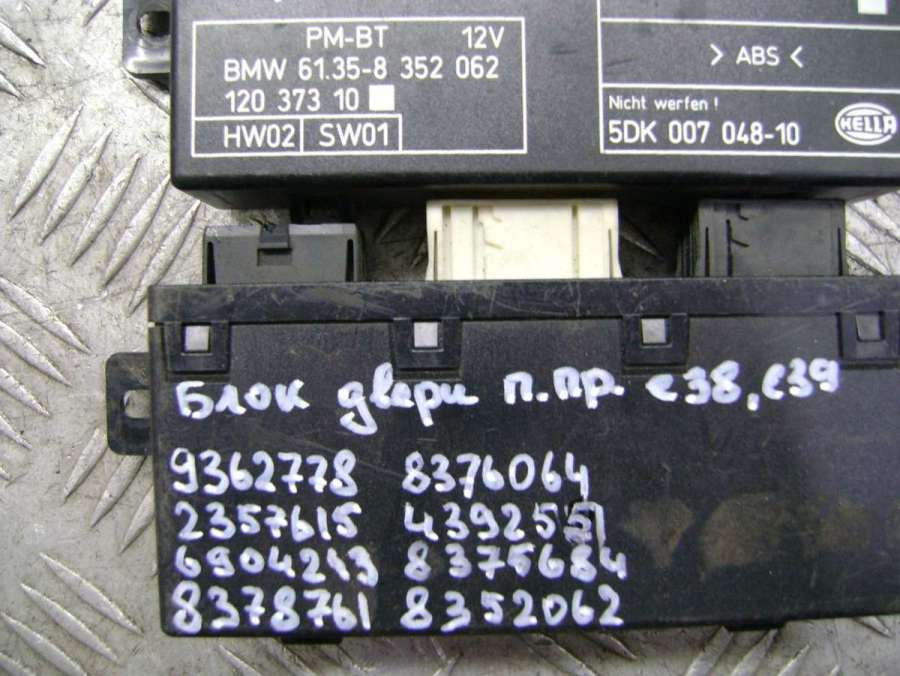 PM-BT 12V
BMW 61.35-8 352 062
120 373 10
HW02 SW01
> ABS <
Nicht werfen !
5DK 007 048-10
HELLA
Блок двери п.пр. е38, е39
9362778 8376064
2357615 4392551
6904213 8375684
8378761 8352062